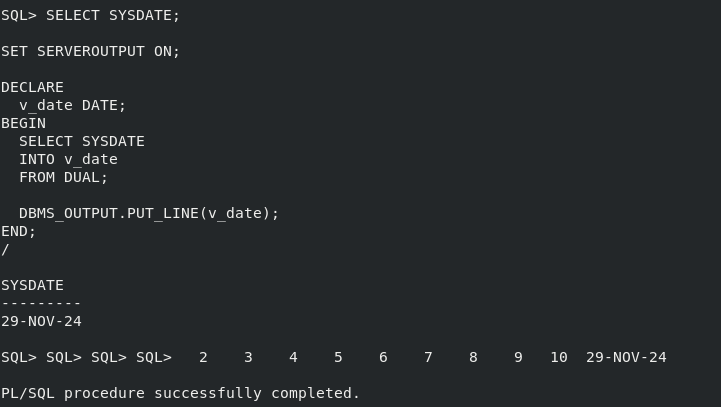 SQL> SELECT SYSDATE;
SET SERVEROUTPUT ON;
DECLARE
  v_date DATE;
BEGIN
  SELECT SYSDATE
  INTO v_date
  FROM DUAL;
  DBMS_OUTPUT.PUT_LINE(v_date);
END;
/
SYSDATE
---------
29-NOV-24
SQL> SQL> SQL> SQL>   2    3    4    5    6    7    8    9   10  29-NOV-24
PL/SQL procedure successfully completed.